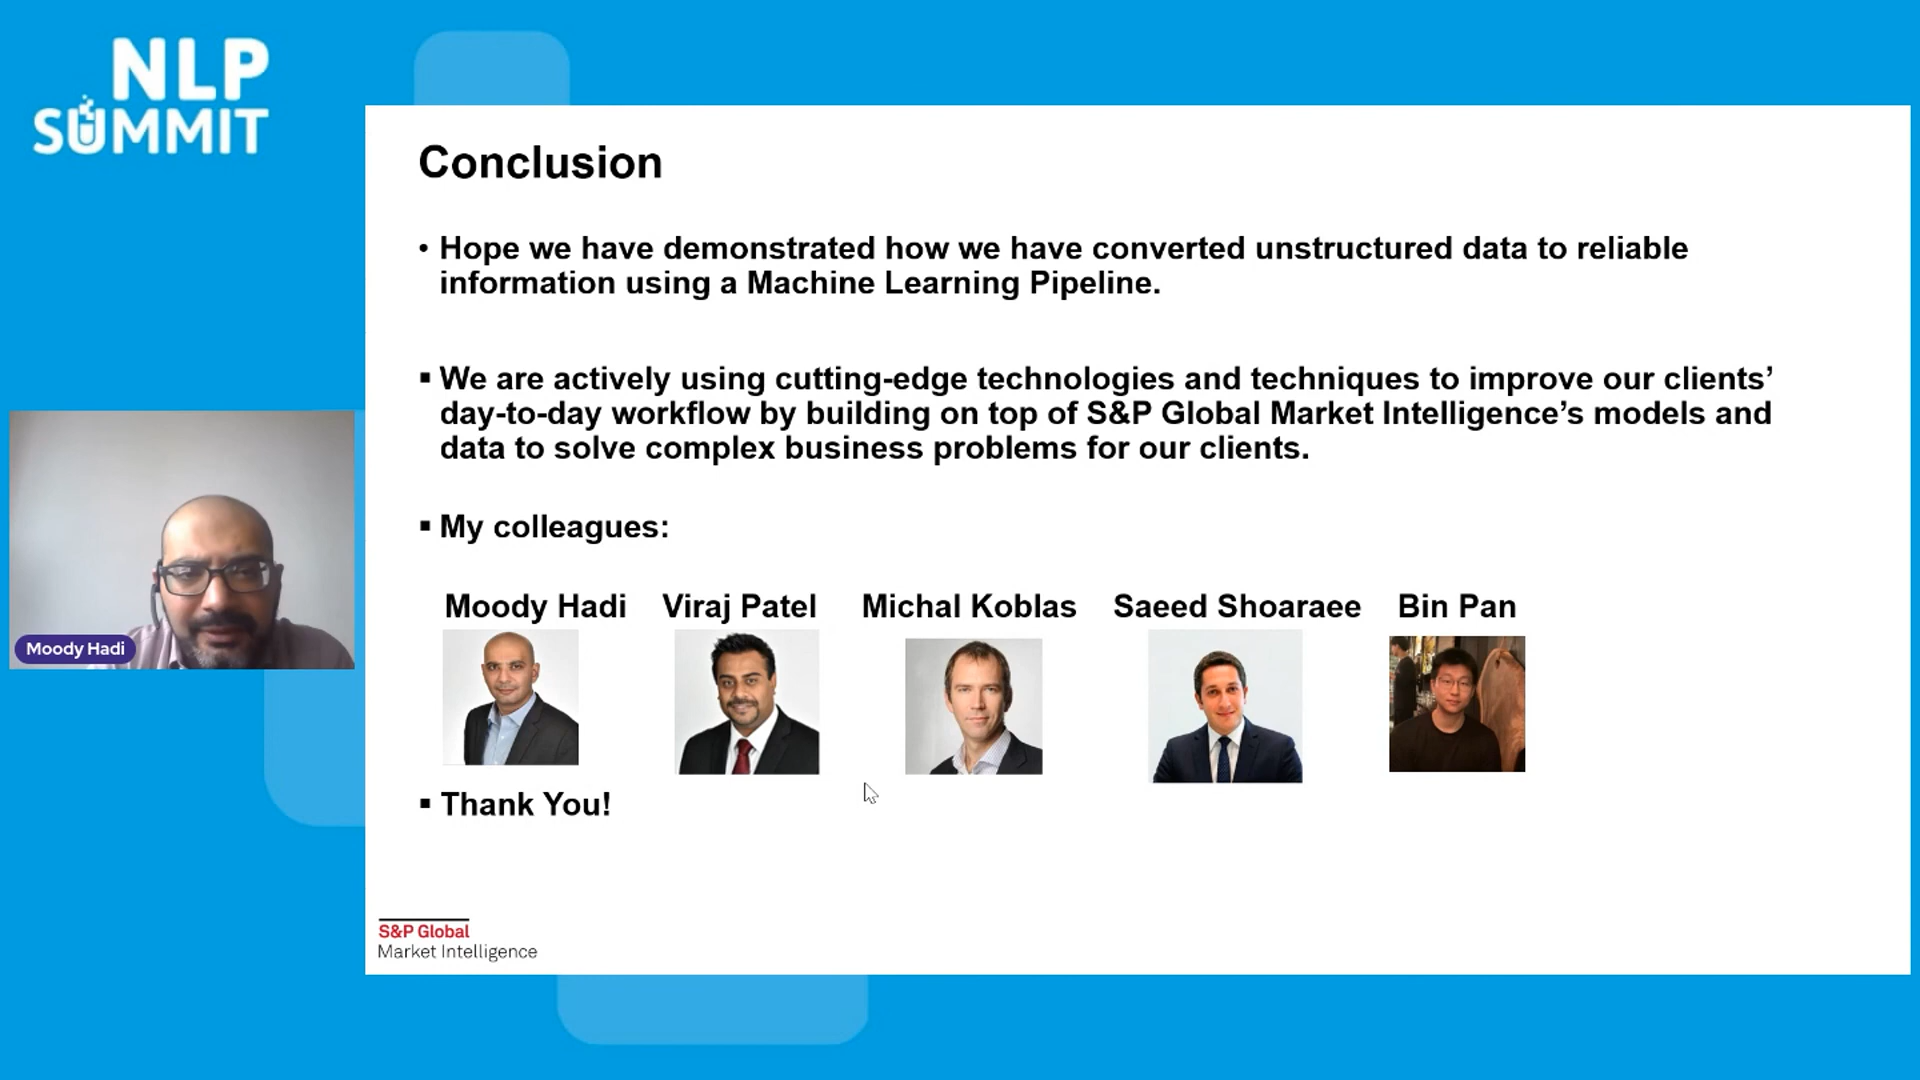 NLP
SUMMIT
Conclusion
• Hope we have demonstrated how we have converted unstructured data to reliable
information using a Machine Learning Pipeline.
▪ We are actively using cutting-edge technologies and techniques to improve our clients’
day-to-day workflow by building on top of S&P Global Market Intelligence’s models and
data to solve complex business problems for our clients.
▪ My colleagues:
Moody Hadi Viraj Patel Michal Koblas Saeed Shoaraee Bin Pan
Moody Hadi
▪ Thank You!
S&P Global
Market Intelligence